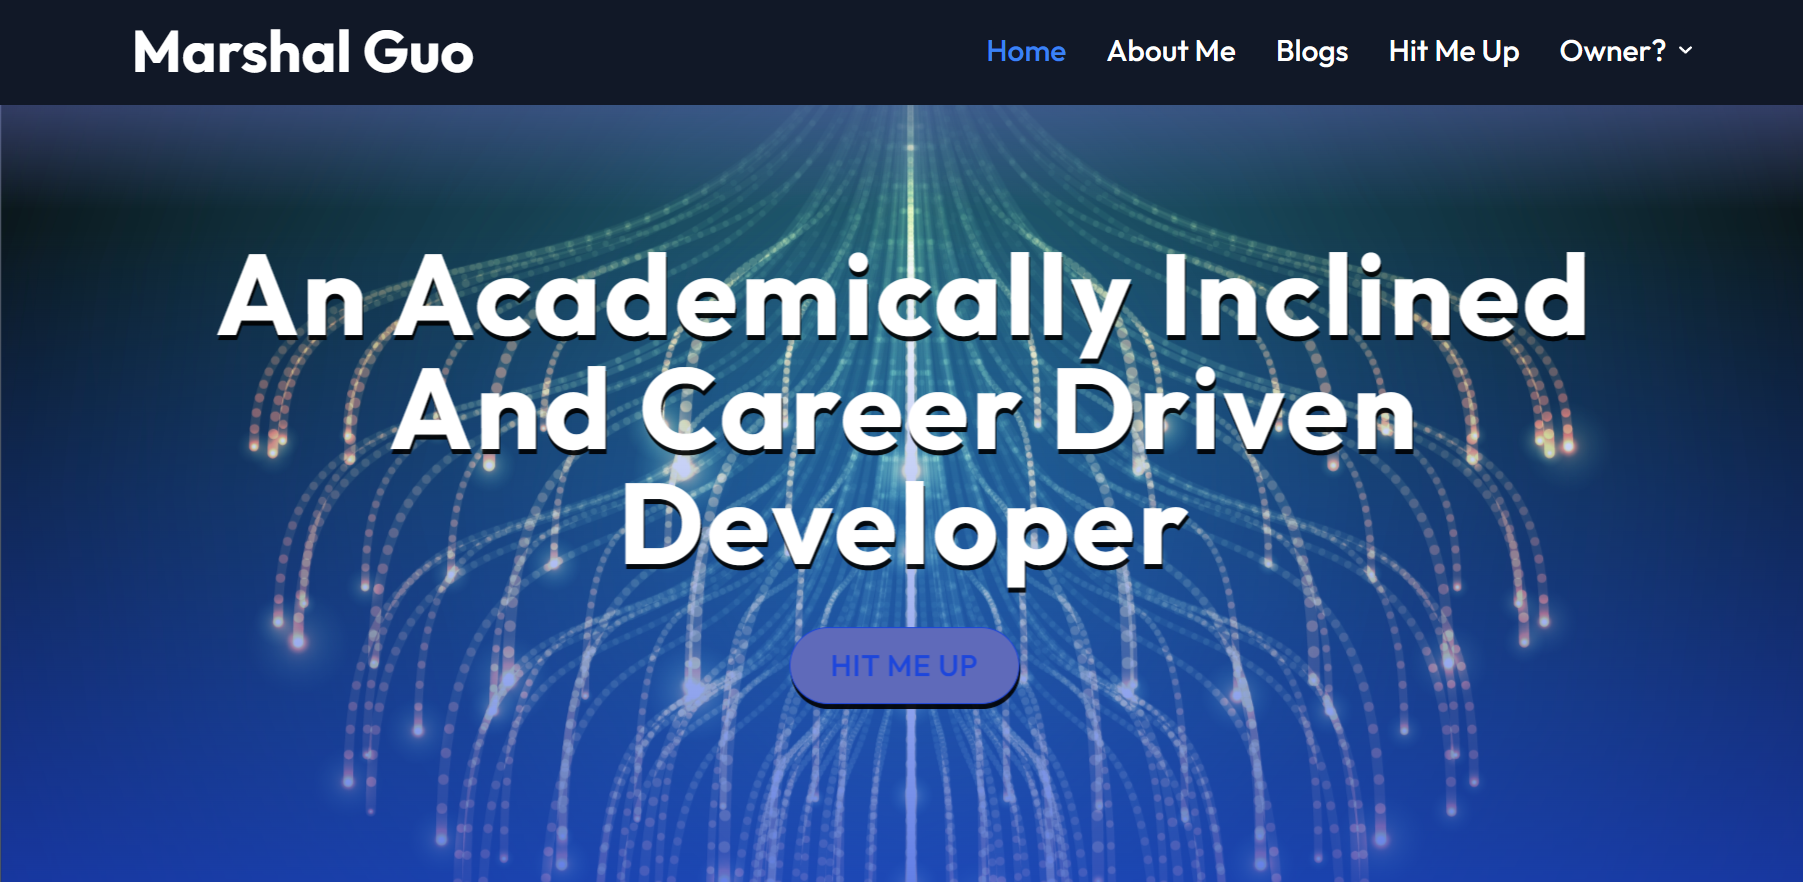 Marshal Guo
Home About Me Blogs Hit Me Up Owner?
An Academically Inclined
And Career Driven
Developer
HIT ME UP